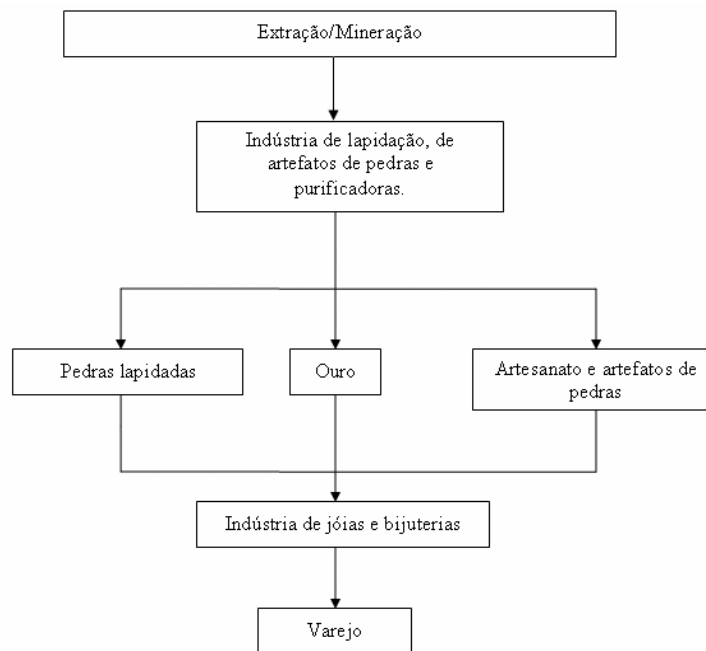 Extração/Mineração
Indústria de lapidação, de
artefatos de pedras e
purificadoras.
Pedras lapidadas
Ouro
Artesanato e artefatos de
pedras
Indústria de jóias e bijuterias
Varejo